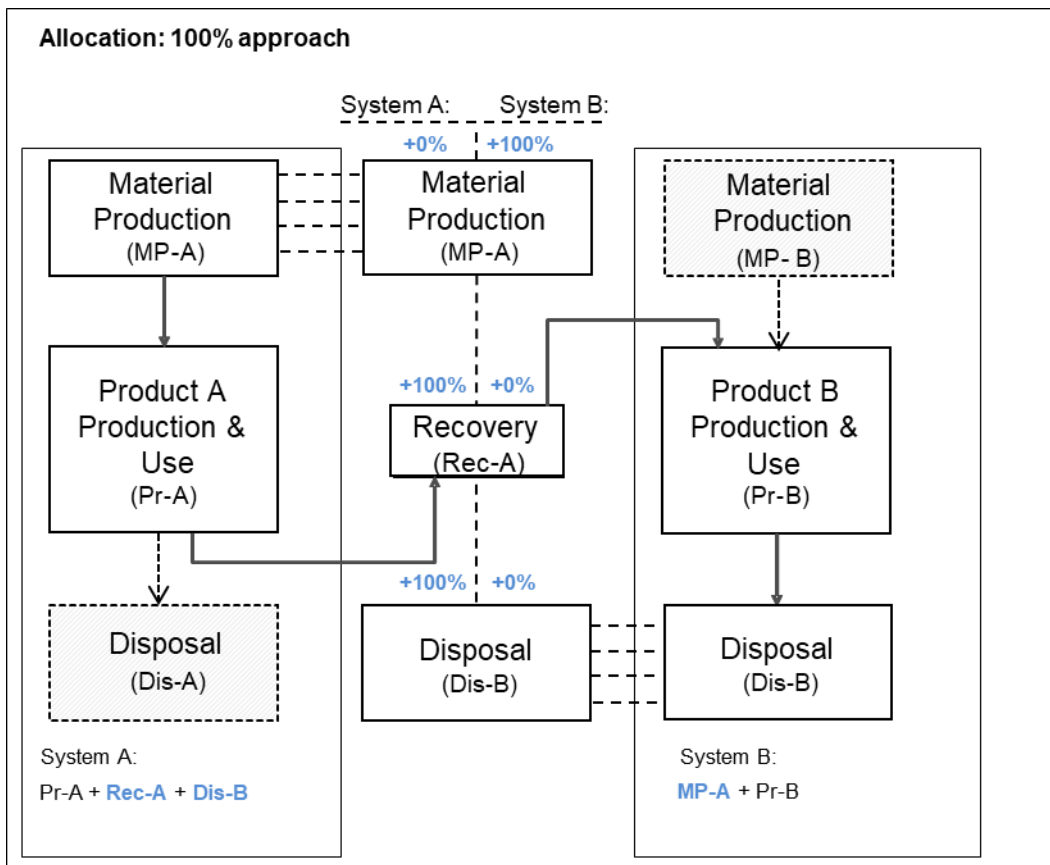 Allocation: 100% approach
System A:
System B:
+0%
+100%
Material
Production
(MP-A)
Material
Production
(MP-A)
Material
Production
(MP- B)
Product A
Production &
Use
(Pr-A)
+100%
+0%
Recovery
(Rec-A)
Product B
Production &
Use
(Pr-B)
+100%
+0%
Disposal
(Dis-A)
Disposal
(Dis-B)
Disposal
(Dis-B)
System A:
Pr-A + Rec-A + Dis-B
System B:
MP-A + Pr-B